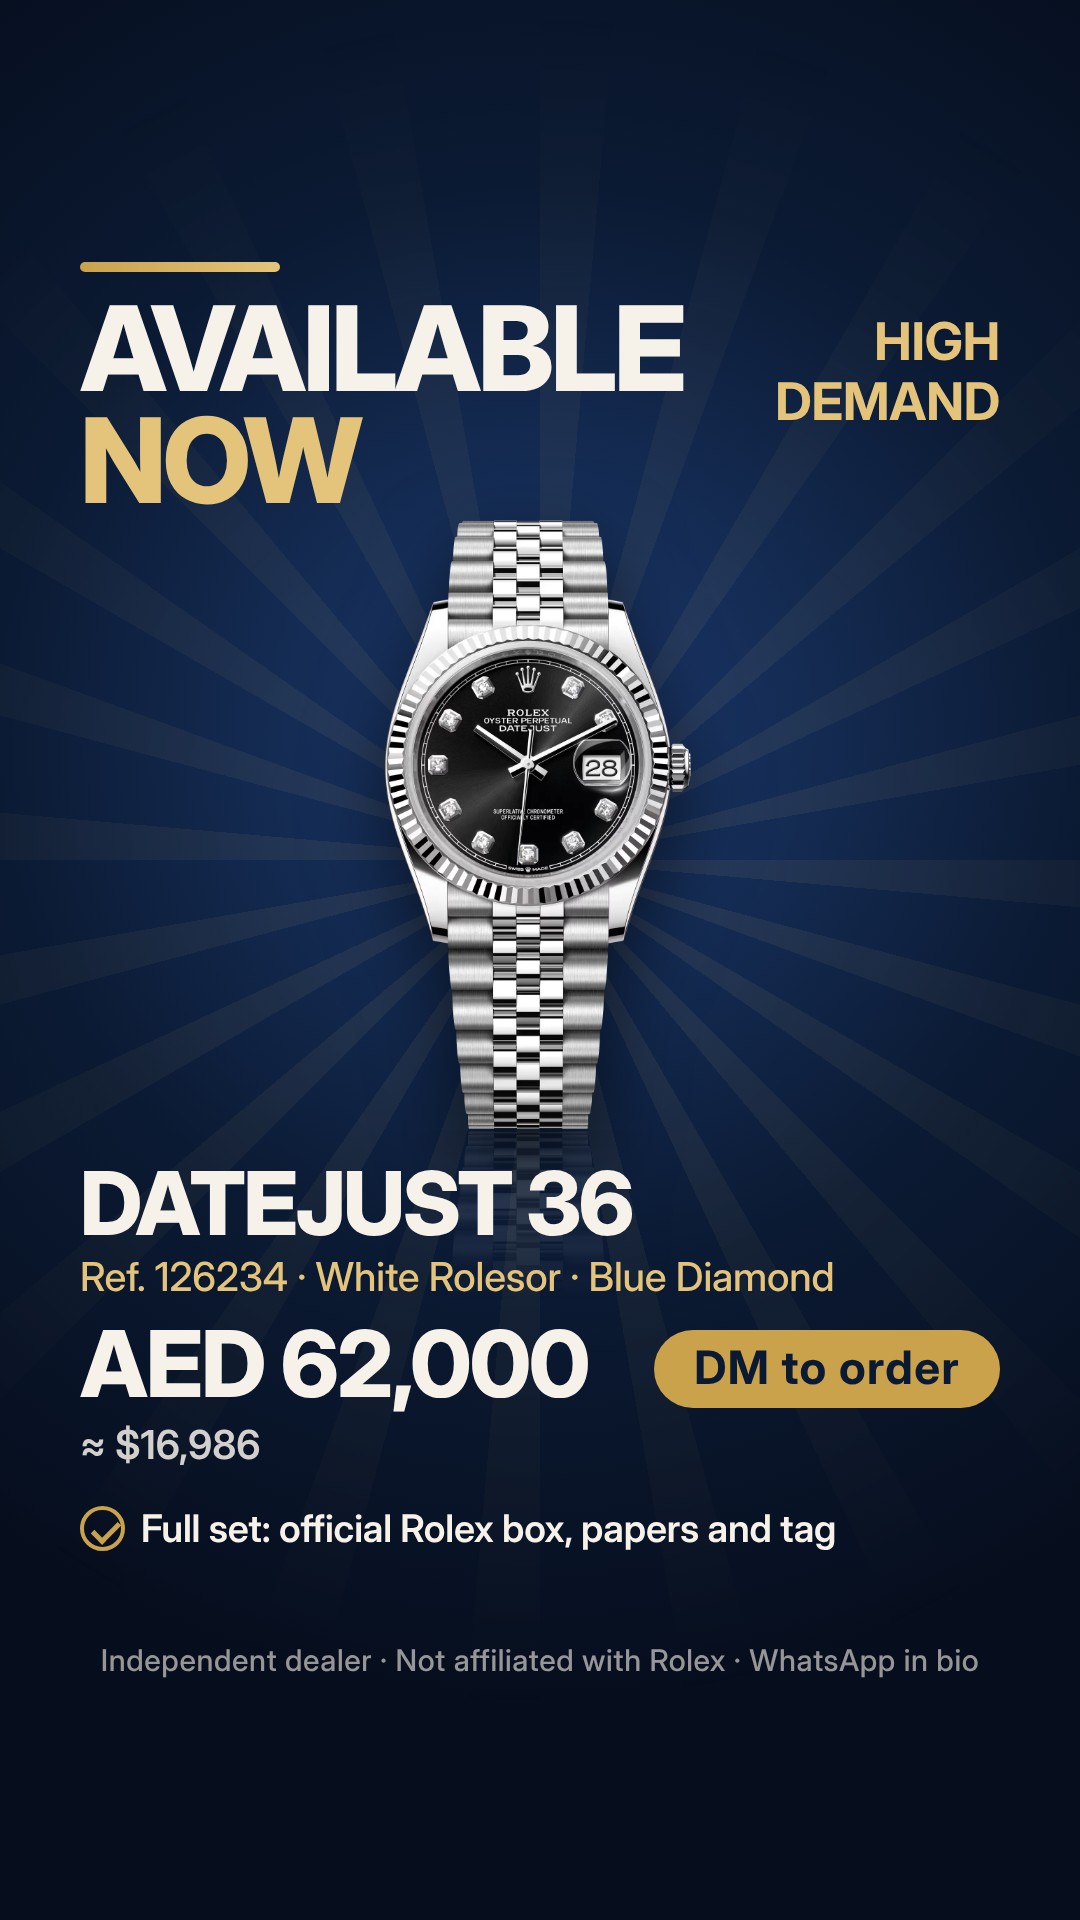 AVAILABLE
NOW
HIGH
DEMAND
ROLEX
OYSTER PERPETUAL
DATEJUST
28
SUPERLATIVE CHRONOMETER
OFFICIALLY CERTIFIED
SWISS MADE
DATEJUST 36
Ref. 126234 · White Rolesor · Blue Diamond
AED 62,000
DM to order
≈ $16,986
Full set: official Rolex box, papers and tag
Independent dealer · Not affiliated with Rolex · WhatsApp in bio